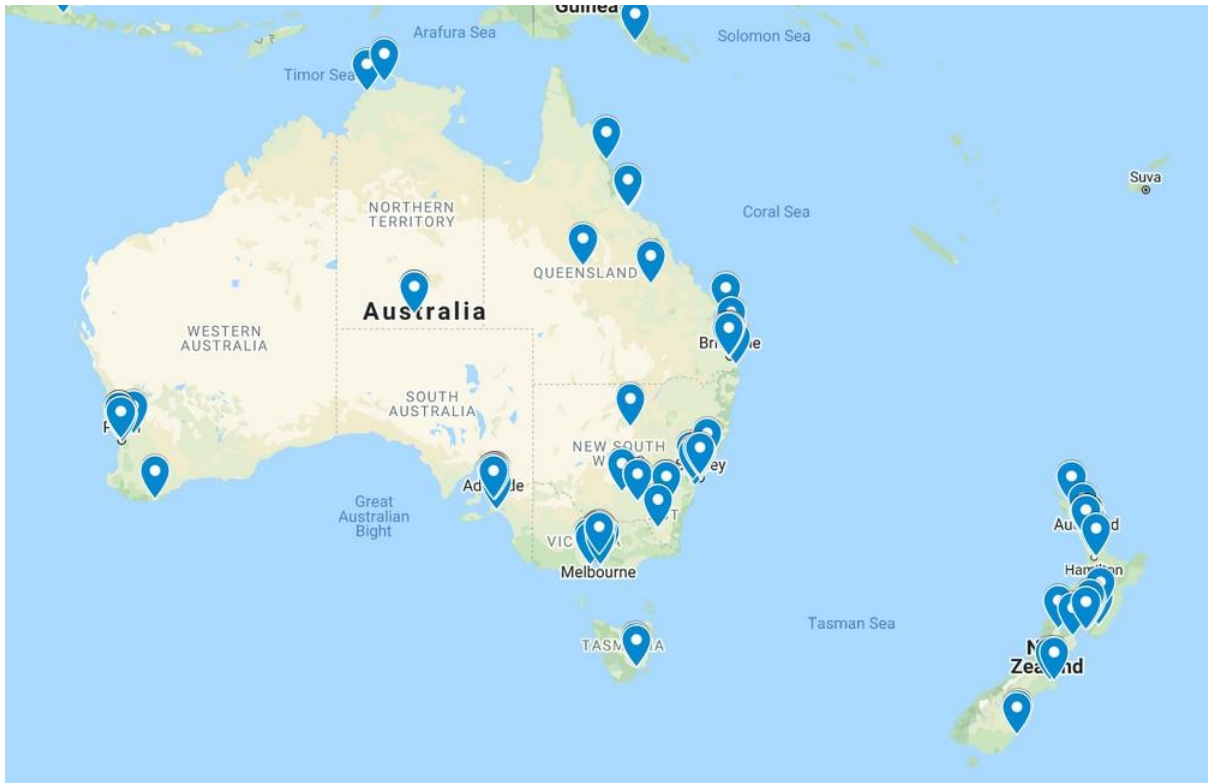 Guinea
Arafura Sea
Solomon Sea
Timor Sea
Suva
NORTHERN
TERRITORY
Coral Sea
QUEENSLAND
Australia
WESTERN
AUSTRALIA
SOUTH
AUSTRALIA
NEW SOUTH
Great
Australian
Bight
Melbourne
Hamilton
Tasman Sea